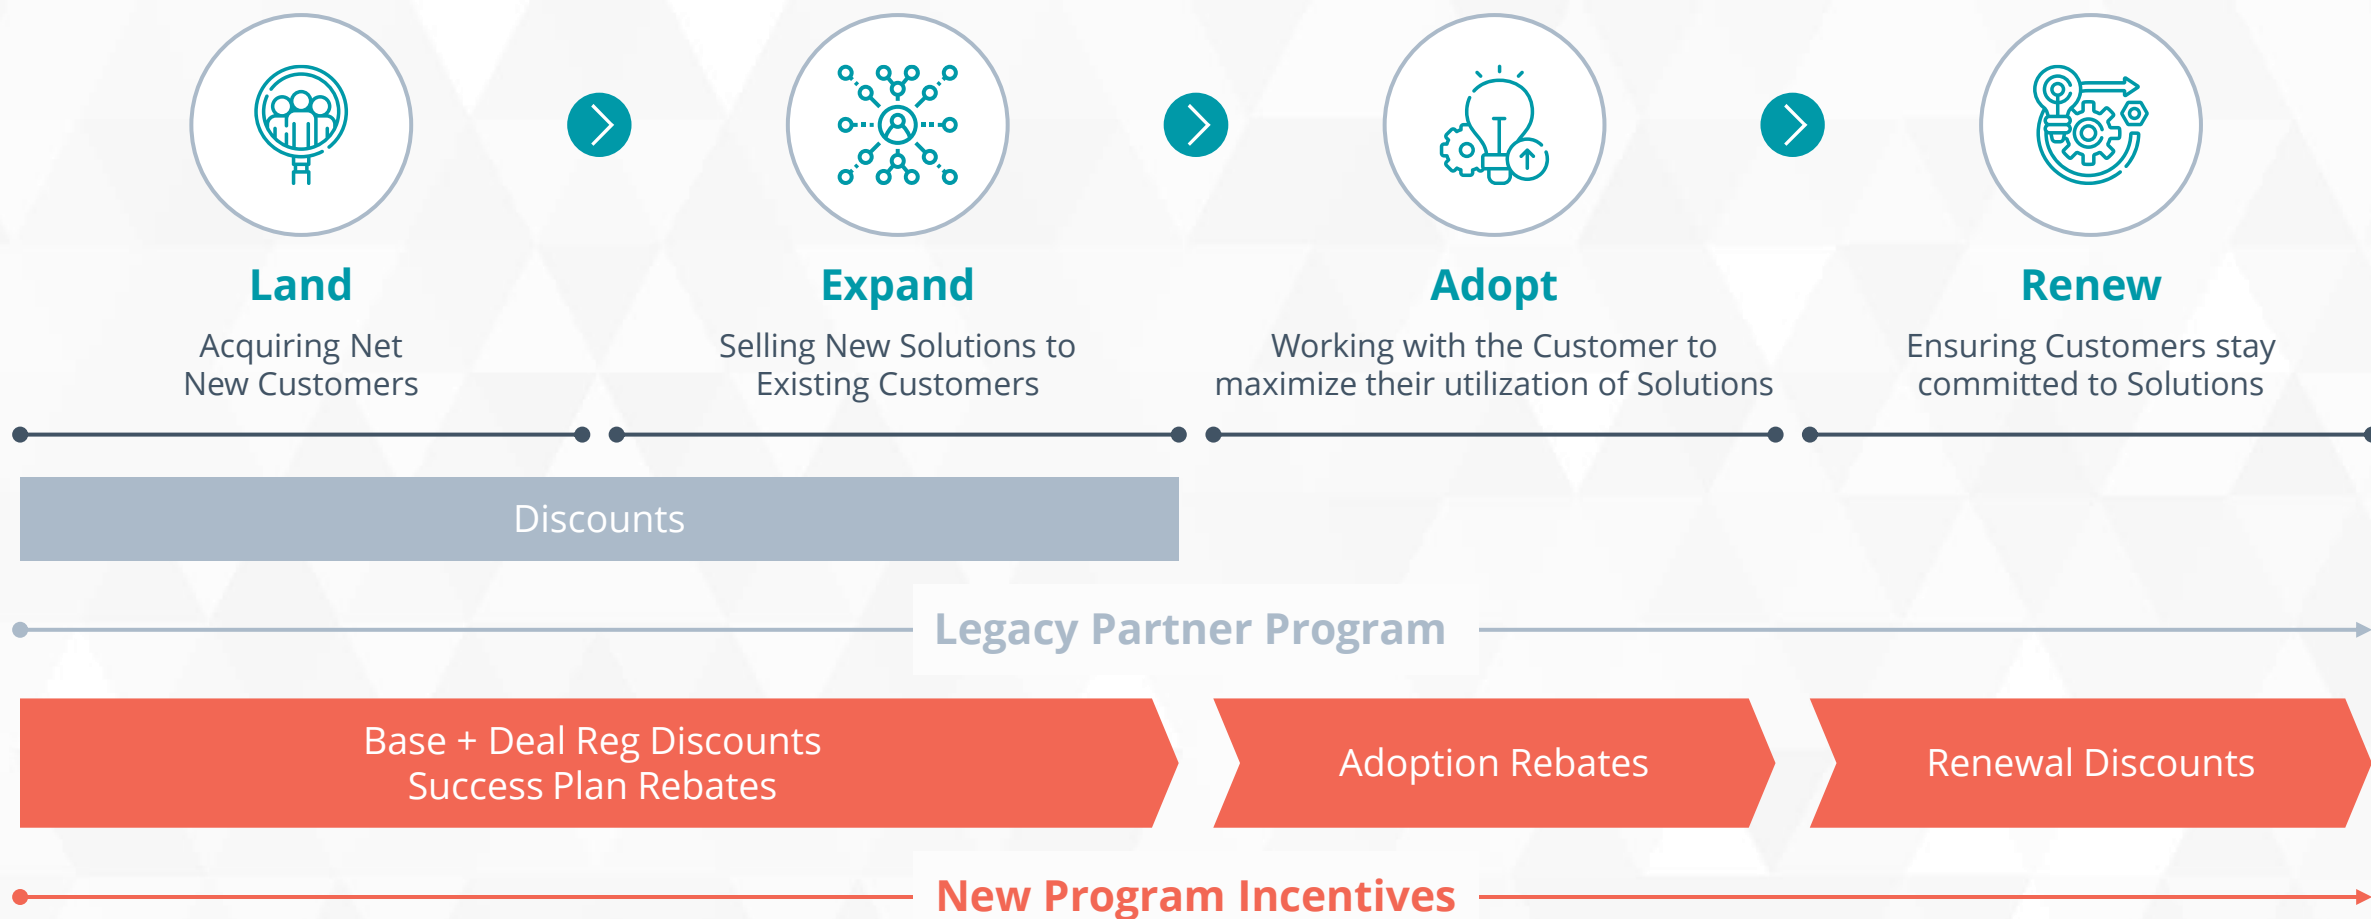 Land
Acquiring Net
New Customers
Expand
Selling New Solutions to
Existing Customers
Adopt
Working with the Customer to
maximize their utilization of Solutions
Renew
Ensuring Customers stay
committed to Solutions
Discounts
Legacy Partner Program
Base + Deal Reg Discounts
Success Plan Rebates
Adoption Rebates
Renewal Discounts
New Program Incentives